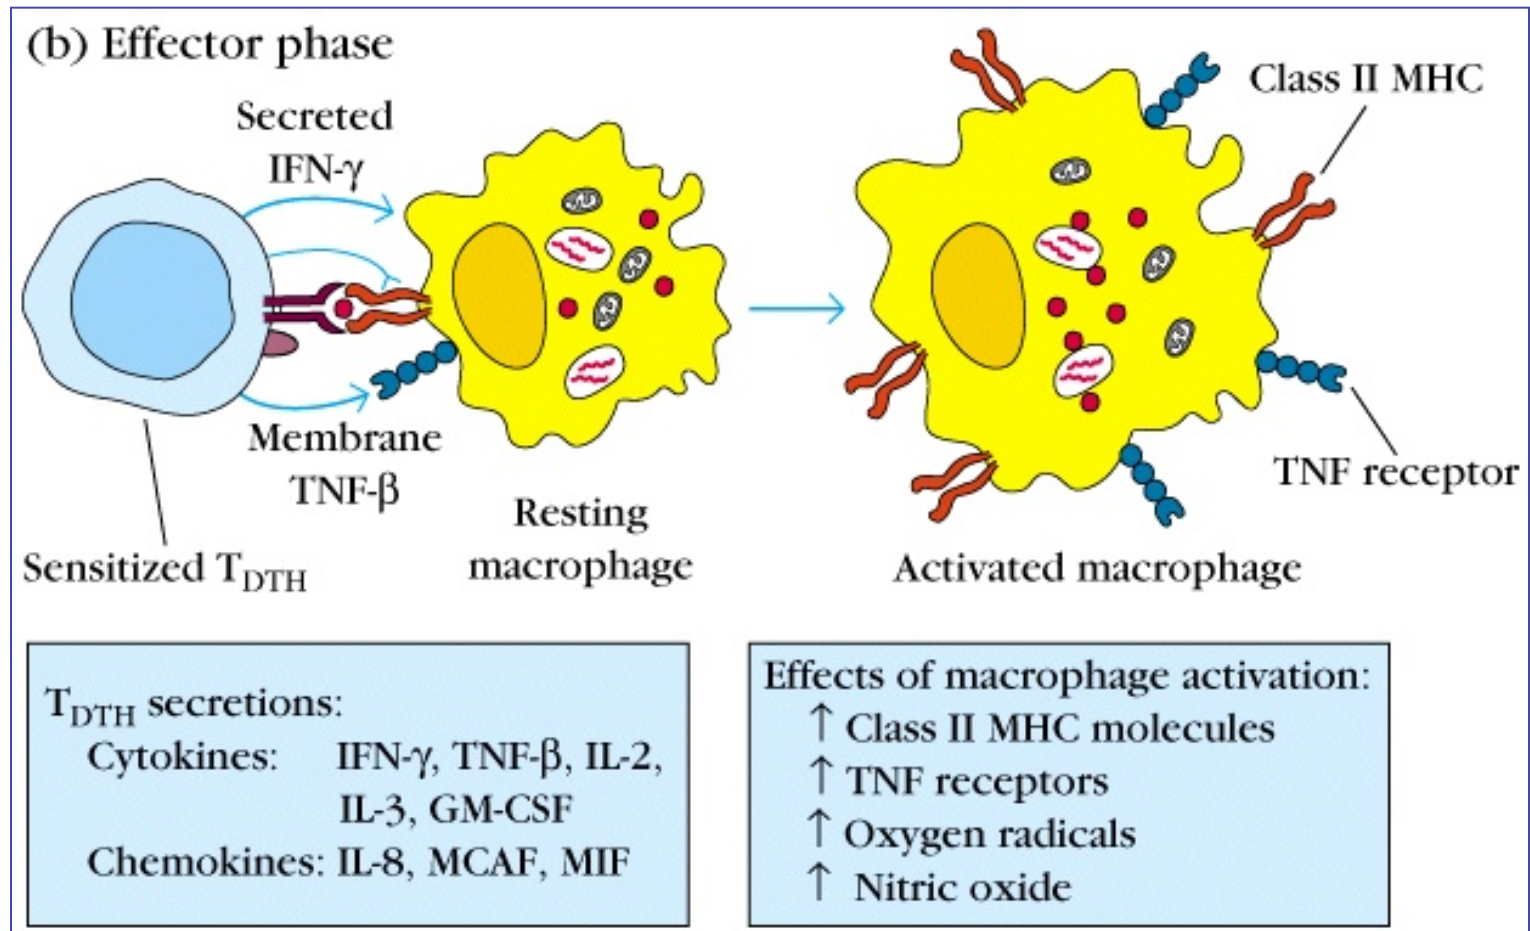 (b) Effector phase
Secreted
IFN-γ
Membrane
TNF-β
Sensitized T_DTH
Resting
macrophage
Class II MHC
TNF receptor
Activated macrophage
T_DTH secretions:
Cytokines: IFN-γ, TNF-β, IL-2,
IL-3, GM-CSF
Chemokines: IL-8, MCAF, MIF
Effects of macrophage activation:
↑ Class II MHC molecules
↑ TNF receptors
↑ Oxygen radicals
↑ Nitric oxide